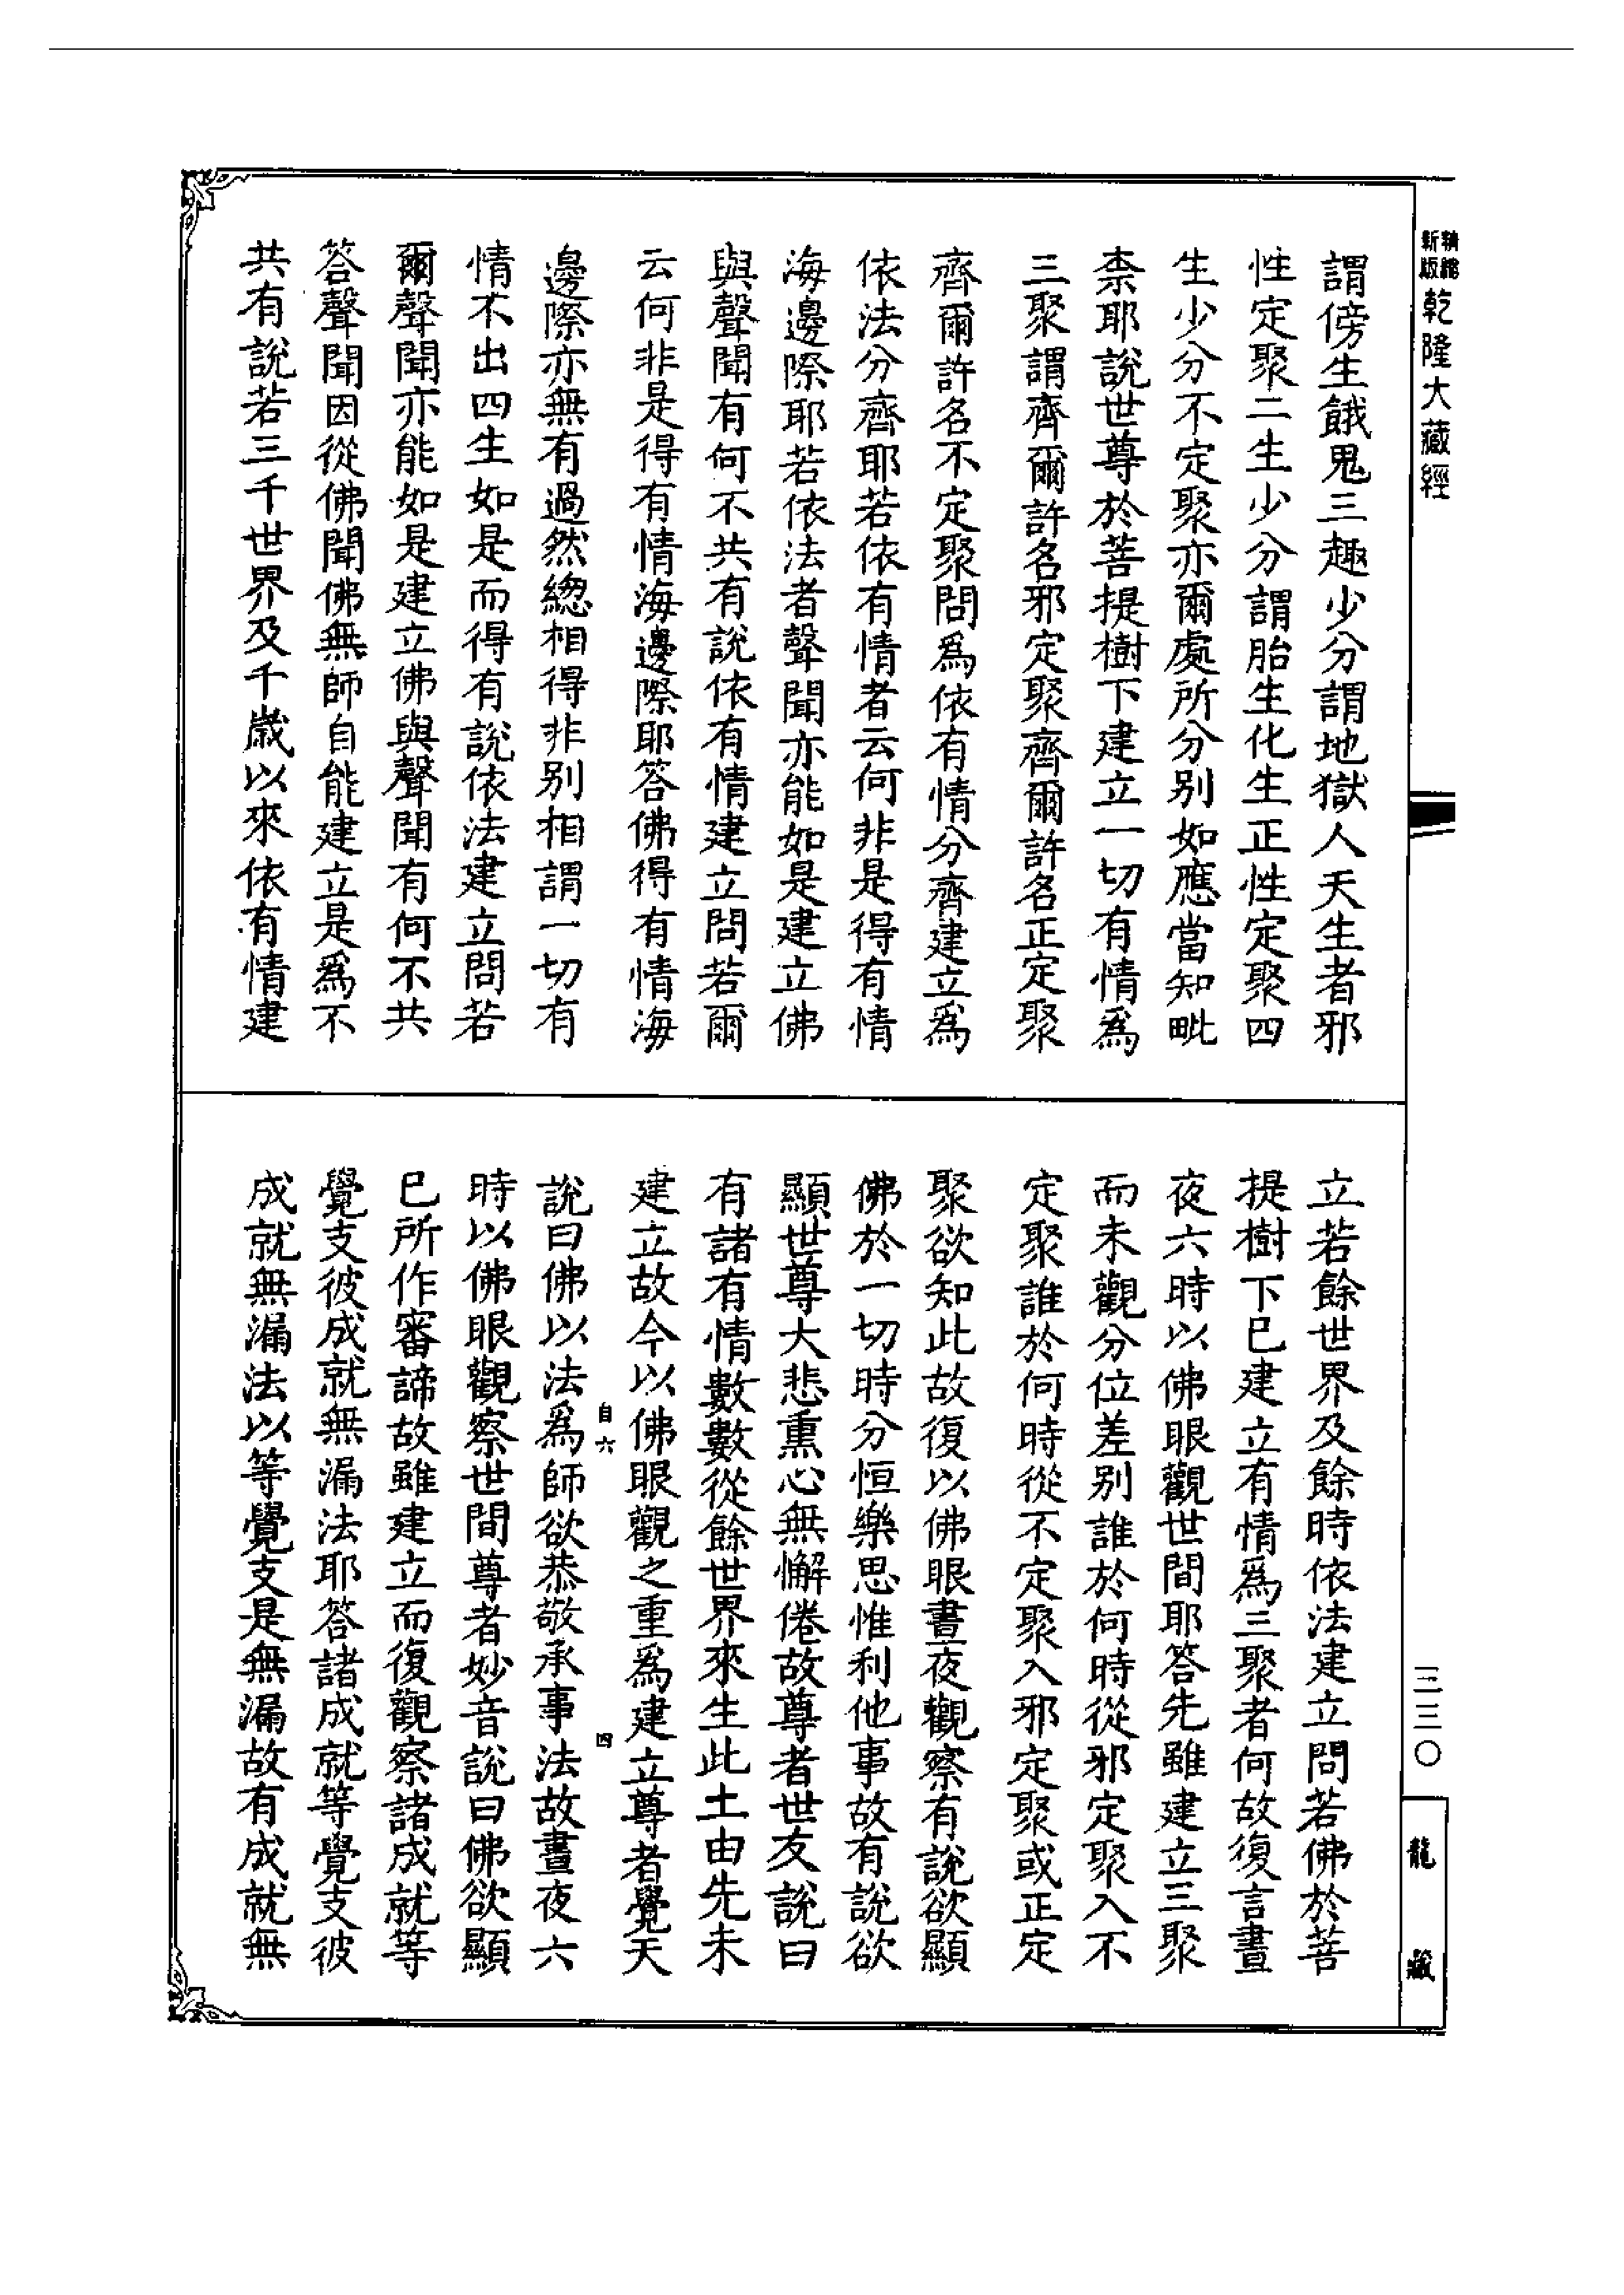 新版 精縮 乾隆大藏經
謂傍生餓鬼三趣少分謂地獄人天生者邪
性定聚二生少分謂胎生化生正性定聚四
生少分不定聚亦爾處所分别如應當知毗
柰耶說世尊於菩提樹下建立一切有情爲
三聚謂齊爾許名邪定聚齊爾許名正定聚
齊爾許名不定聚問爲依有情分齊建立爲
依法分齊耶若依有情者云何非是得有情
海邊際耶若依法者聲聞亦能如是建立佛
與聲聞有何不共有說依有情建立問若爾
云何非是得有情海邊際耶答佛得有情海
邊際亦無有過然總相得非别相謂一切有
情不出四生如是而得有說依法建立問若
爾聲聞亦能如是建立佛與聲聞有何不共
答聲聞因從佛聞佛無師自能建立是爲不
共有說若三千世界及千歲以來依有情建
立若餘世界及餘時依法建立問若佛於菩
提樹下已建立有情爲三聚者何故復言晝
夜六時以佛眼觀世間耶答先雖建立三聚
而未觀分位差别誰於何時從邪定聚入不
定聚誰於何時從不定聚入邪定聚或正定
聚欲知此故復以佛眼晝夜觀察有說欲顯
佛於一切時分恒樂思惟利他事故有說欲
顯世尊大悲熏心無懈倦故尊者世友說曰
有諸有情數數從餘世界來生此土由先未
建立故今以佛眼觀之重爲建立尊者覺天
自六
四
說曰佛以法爲師欲恭敬承事法故晝夜六
時以佛眼觀察世間尊者妙音說曰佛欲顯
已所作審諦故雖建立而復觀察諸成就等
覺支彼成就無漏法耶答諸成就等覺支彼
成就無漏法以等覺支是無漏故有成就無
三三〇
龍藏